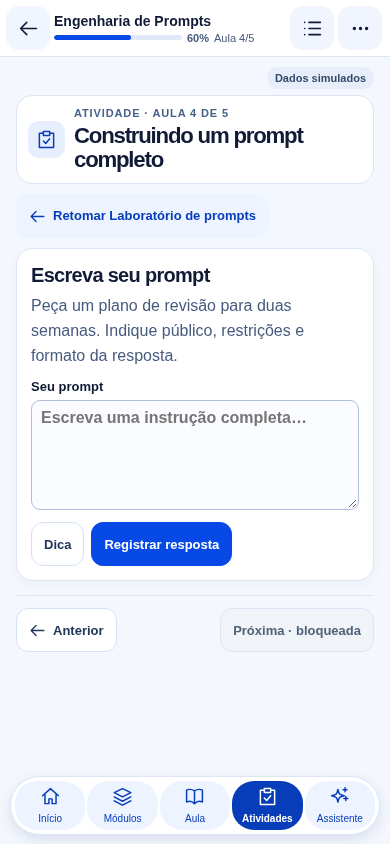 Engenharia de Prompts
60% Aula 4/5
Dados simulados
ATIVIDADE · AULA 4 DE 5
Construindo um prompt
completo
Retomar Laboratório de prompts
Escreva seu prompt
Peça um plano de revisão para duas
semanas. Indique público, restrições e
formato da resposta.
Seu prompt
Escreva uma instrução completa…
Dica
Registrar resposta
Anterior
Próxima · bloqueada
Início
Módulos
Aula
Atividades
Assistente